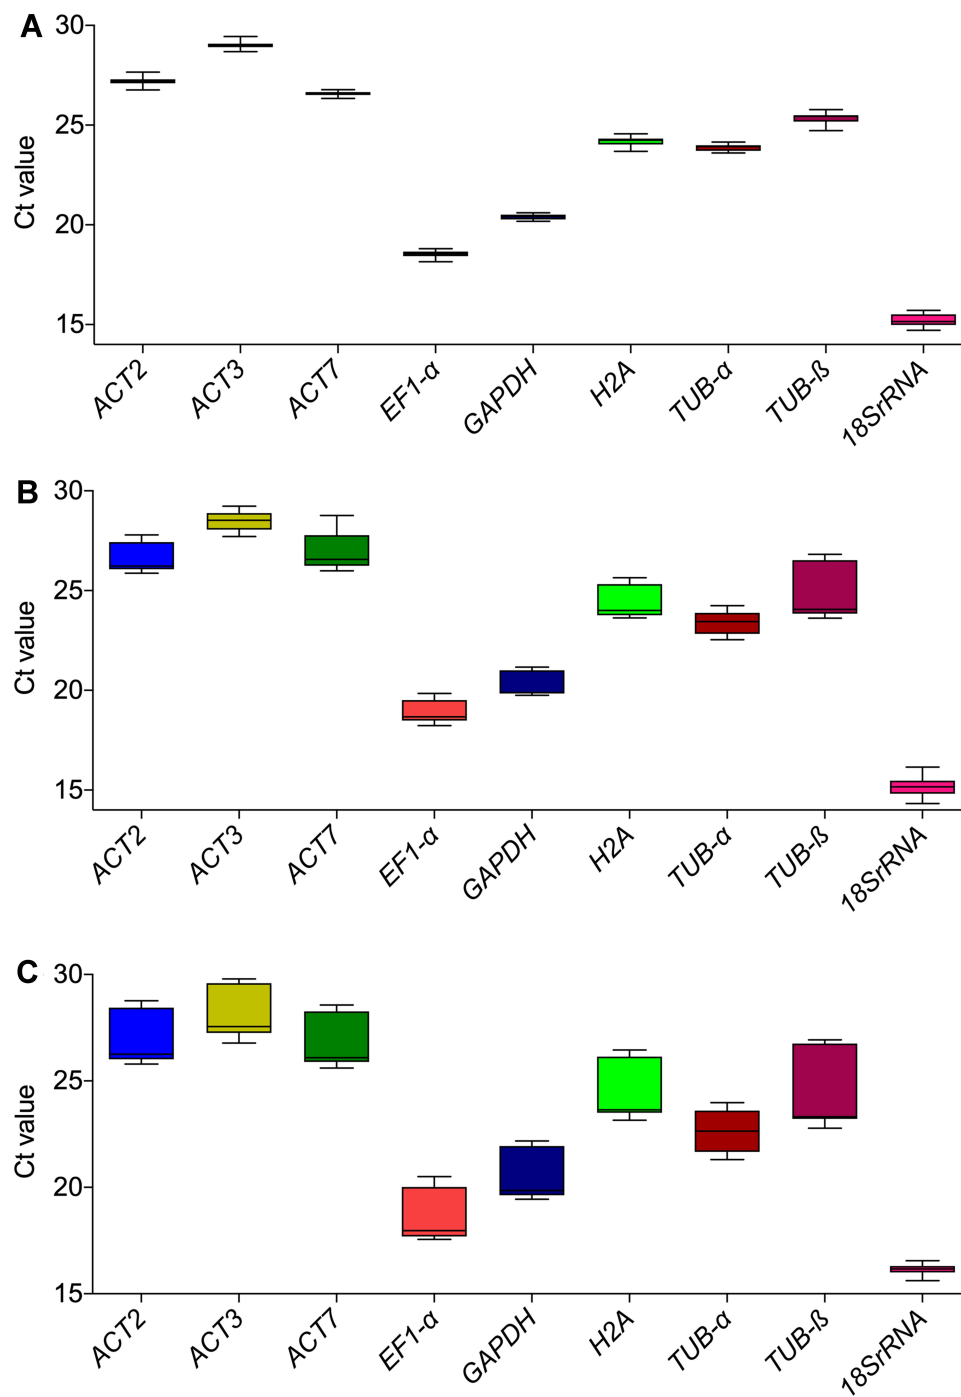 A
30
25
20
15
Ct value
ACT2 ACT3 ACT7 EF1-α GAPDH H2A TUB-α TUB-ß 18SrRNA
B
30
25
20
15
Ct value
ACT2 ACT3 ACT7 EF1-α GAPDH H2A TUB-α TUB-ß 18SrRNA
C
30
25
20
15
Ct value
ACT2 ACT3 ACT7 EF1-α GAPDH H2A TUB-α TUB-ß 18SrRNA